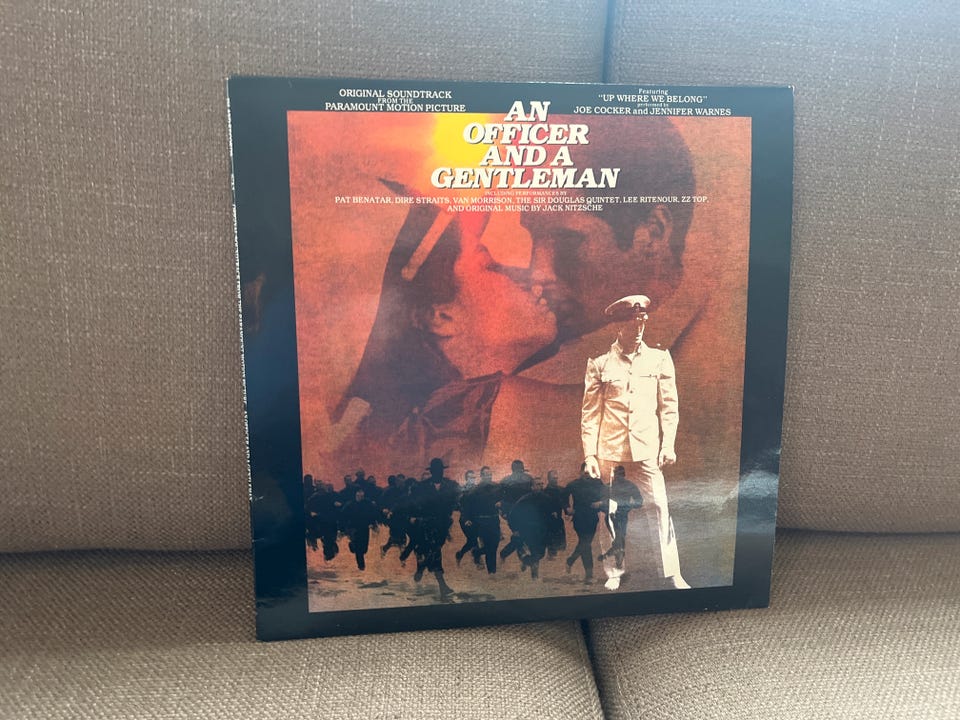 ORIGINAL SOUNDTRACK
FROM THE
PARAMOUNT MOTION PICTURE
Featuring
"UP WHERE WE BELONG"
performed by
JOE COCKER and JENNIFER WARNES
AN
OFFICER
AND A
GENTLEMAN
INCLUDING PERFORMANCES BY
PAT BENATAR, DIRE STRAITS, VAN MORRISON, THE SIR DOUGLAS QUINTET, LEE RITENOUR, ZZ TOP,
AND ORIGINAL MUSIC BY JACK NITZSCHE